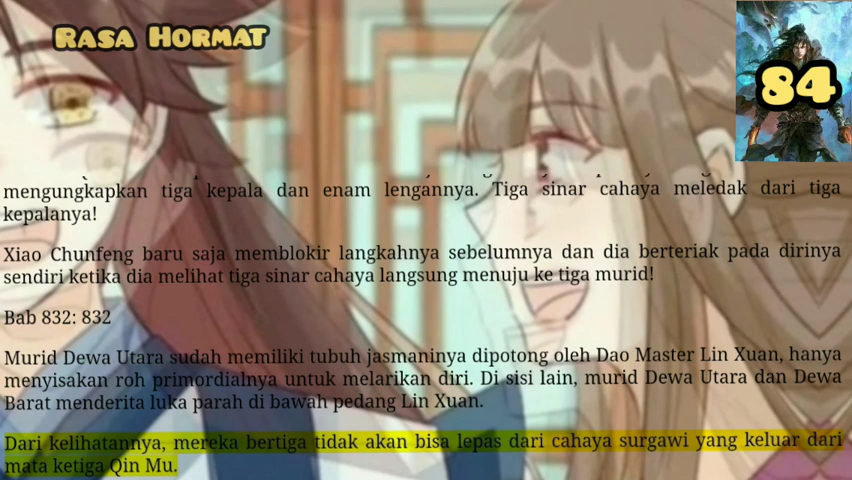 Rasa Hormat
84
mengungkapkan tiga kepala dan enam lengannya. Tiga sinar cahaya meledak dari tiga
kepalanya!
Xiao Chunfeng baru saja memblokir langkahnya sebelumnya dan dia berteriak pada dirinya
sendiri ketika dia melihat tiga sinar cahaya langsung menuju ke tiga murid!
Bab 832: 832
Murid Dewa Utara sudah memiliki tubuh jasmaninya dipotong oleh Dao Master Lin Xuan, hanya
menyisakan roh primordialnya untuk melarikan diri. Di sisi lain, murid Dewa Utara dan Dewa
Barat menderita luka parah di bawah pedang Lin Xuan.
Dari kelihatannya, mereka bertiga tidak akan bisa lepas dari cahaya surgawi yang keluar dari
mata ketiga Qin Mu.